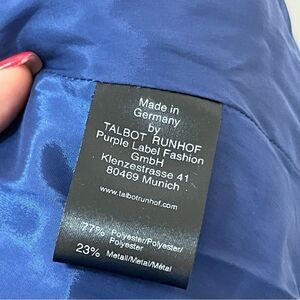 Made in
Germany
by
TALBOT RUNHOF
Purple Label Fashion
GmbH
Klenzestrasse 41
80469 Munich
www.talbotrunhof.com
77% Polyester/Polyester/
Polyester
23% Metall/Metal/Métal